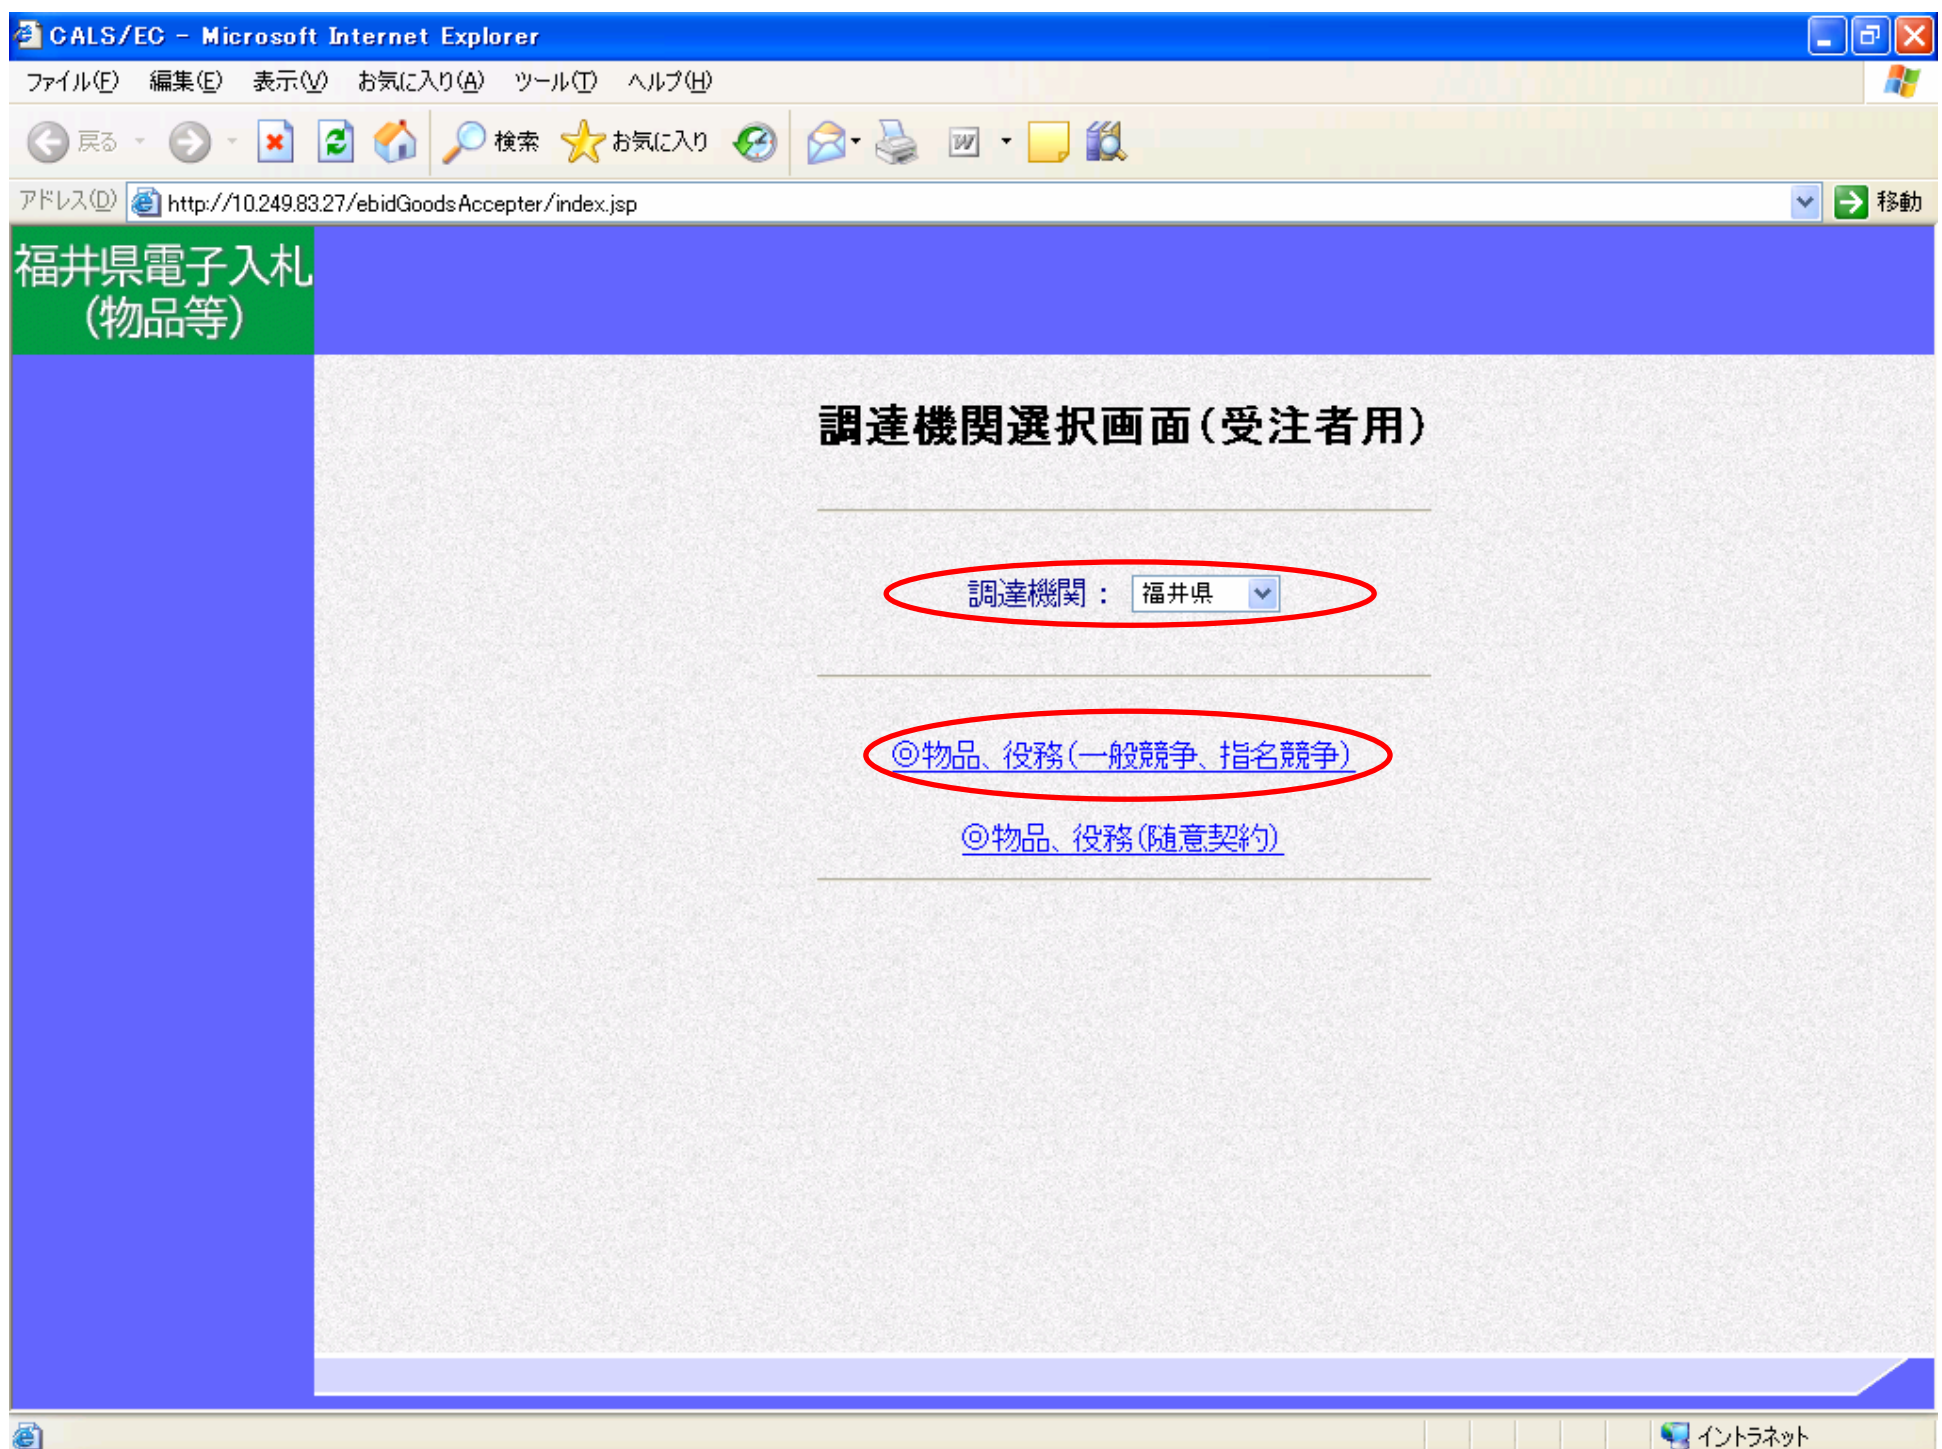 CALS/EC - Microsoft Internet Explorer
ファイル(F) 編集(E) 表示(V) お気に入り(A) ツール(T) ヘルプ(H)
戻る 検索 お気に入り
アドレス(D) http://10.249.83.27/ebidGoodsAccepter/index.jsp 移動
福井県電子入札
(物品等)
調達機関選択画面(受注者用)
調達機関： 福井県
◎物品、役務(一般競争、指名競争)
◎物品、役務(随意契約)
イントラネット